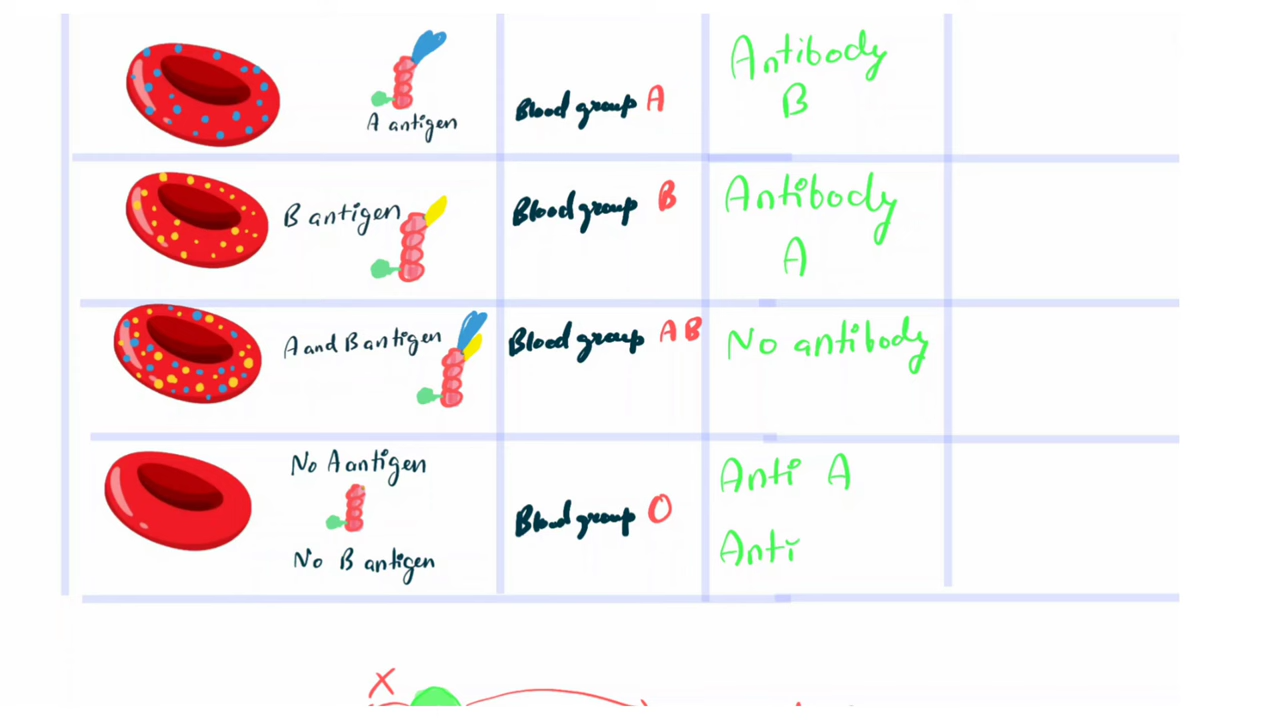 A antigen
Blood group A
Antibody
B
B antigen
Blood group B
Antibody
A
A and B antigen
Blood group AB
No antibody
No A antigen
No B antigen
Blood group O
Anti A
Anti
X